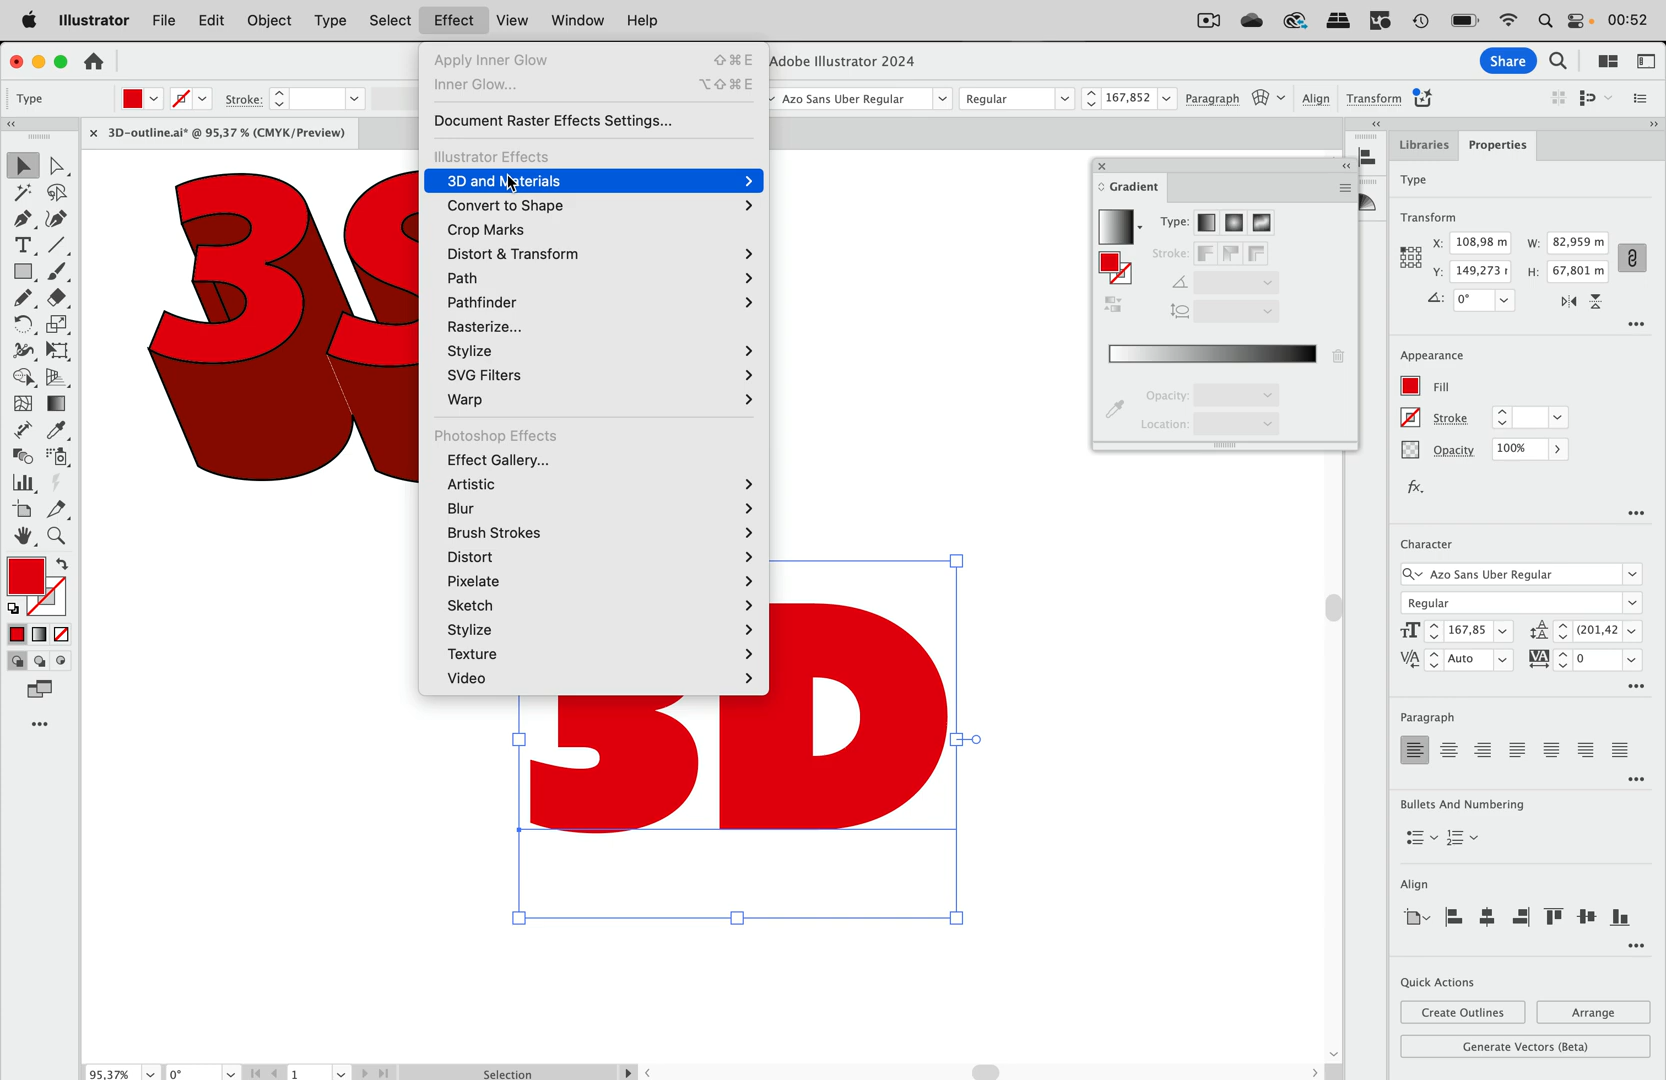 Illustrator File Edit Object Type Select Effect View Window Help 00:52
Adobe Illustrator 2024 Share
Type Stroke: Azo Sans Uber Regular Regular 167,852 Paragraph Align Transform
× 3D-outline.ai* @ 95,37 % (CMYK/Preview)
Apply Inner Glow ⇧⌘E
Inner Glow... ⌥⇧⌘E
Document Raster Effects Settings...
Illustrator Effects
3D and Materials
Convert to Shape
Crop Marks
Distort & Transform
Path
Pathfinder
Rasterize...
Stylize
SVG Filters
Warp
Photoshop Effects
Effect Gallery...
Artistic
Blur
Brush Strokes
Distort
Pixelate
Sketch
Stylize
Texture
Video
3
3D
Gradient
Type:
Stroke:
Opacity:
Location:
Libraries Properties
Type
Transform
X: 108,98 m W: 82,959 m
Y: 149,273 H: 67,801 m
0°
Appearance
Fill
Stroke
Opacity 100%
fx.
Character
Azo Sans Uber Regular
Regular
167,85 (201,42
Auto 0
Paragraph
Bullets And Numbering
Align
Quick Actions
Create Outlines Arrange
Generate Vectors (Beta)
95,37% 0° 1 Selection